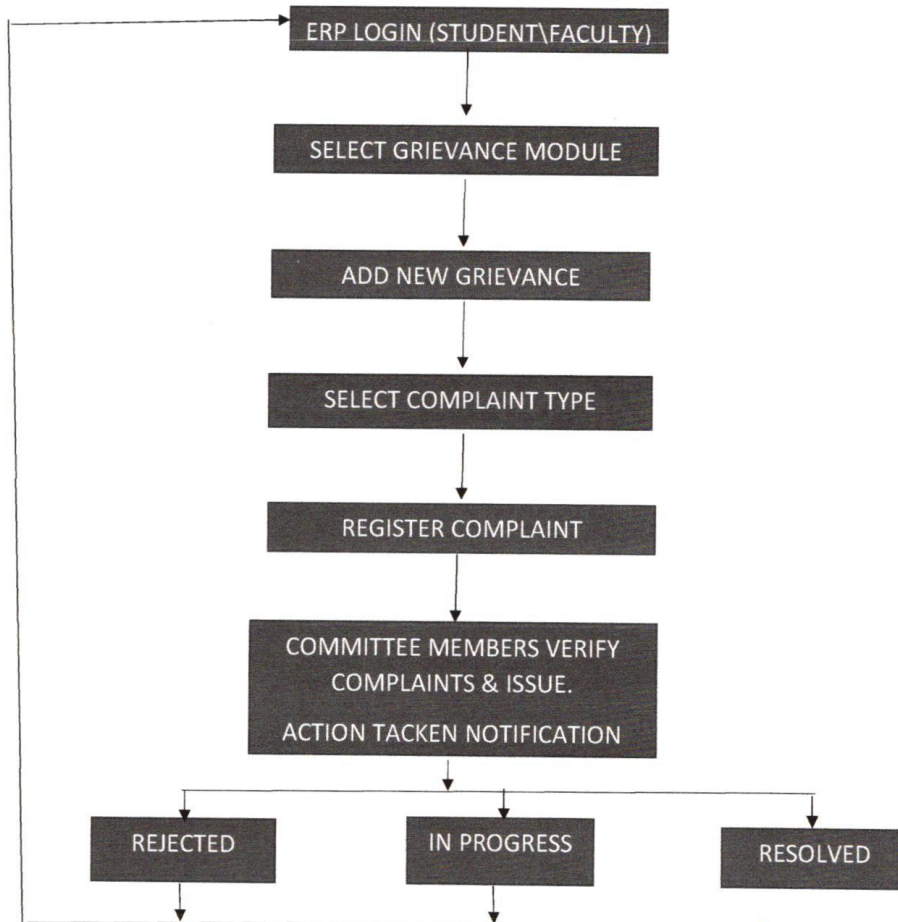 ERP LOGIN (STUDENT\FACULTY)
SELECT GRIEVANCE MODULE
ADD NEW GRIEVANCE
SELECT COMPLAINT TYPE
REGISTER COMPLAINT
COMMITTEE MEMBERS VERIFY
COMPLAINTS & ISSUE.
ACTION TACKEN NOTIFICATION
REJECTED
IN PROGRESS
RESOLVED